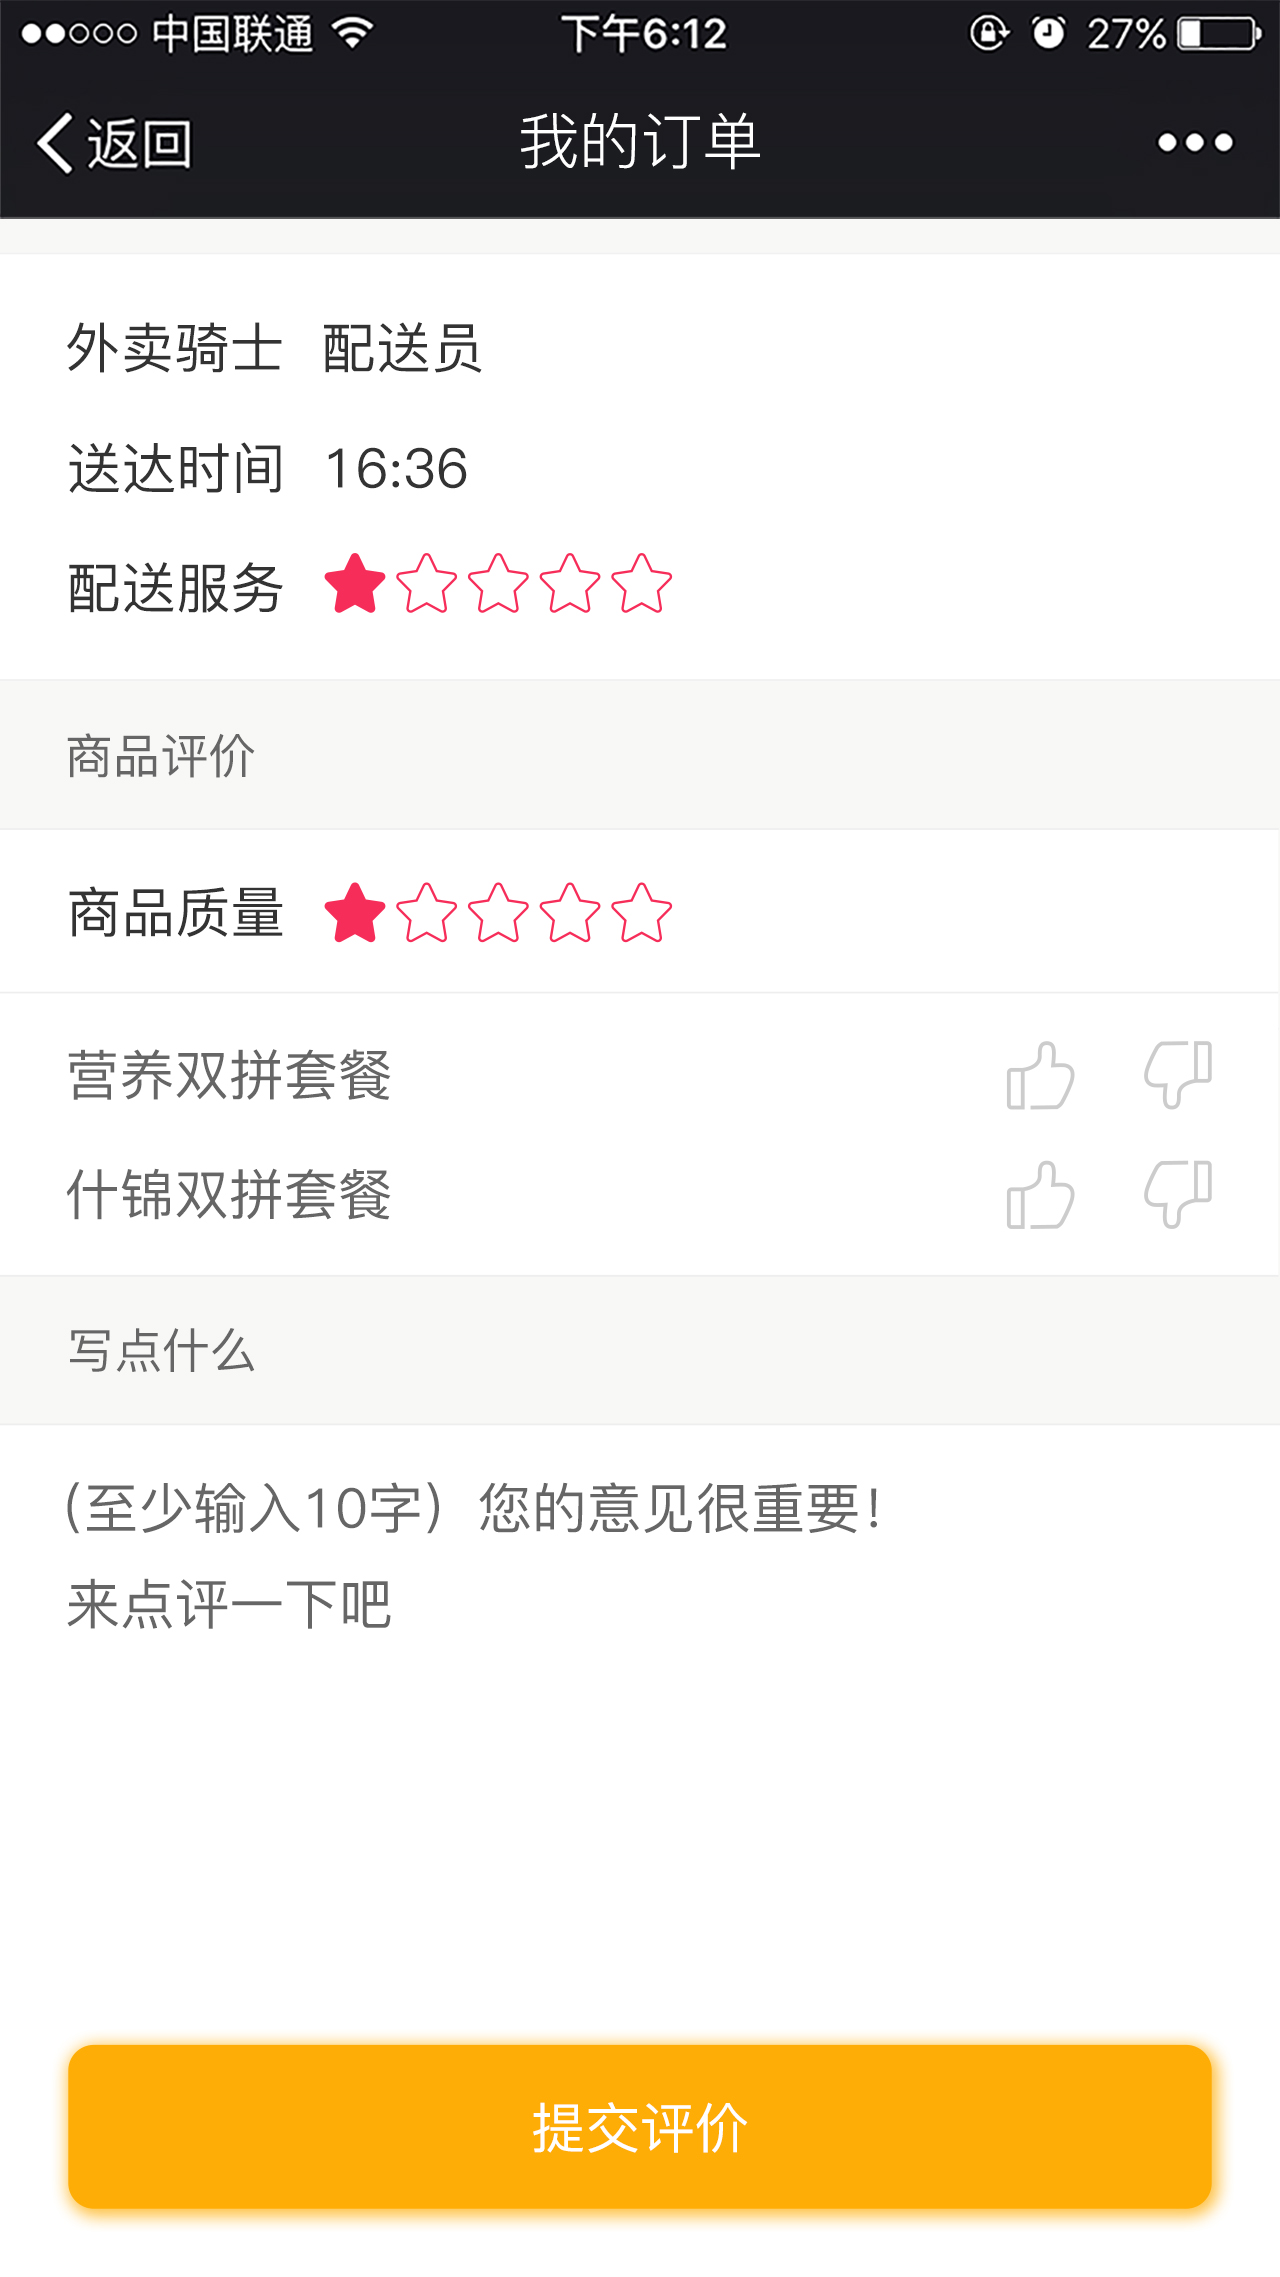 中国联通 下午6:12 27%
返回 我的订单
外卖骑士 配送员
送达时间 16:36
配送服务
商品评价
商品质量
营养双拼套餐
什锦双拼套餐
写点什么
(至少输入10字）您的意见很重要！
来点评一下吧
提交评价